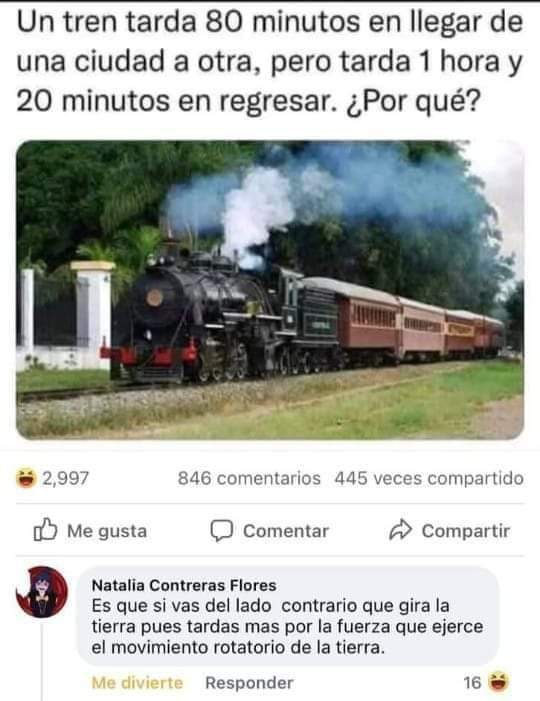 Un tren tarda 80 minutos en llegar de
una ciudad a otra, pero tarda 1 hora y
20 minutos en regresar. ¿Por qué?
2,997
846 comentarios 445 veces compartido
Me gusta
Comentar
Compartir
Natalia Contreras Flores
Es que si vas del lado contrario que gira la
tierra pues tardas mas por la fuerza que ejerce
el movimiento rotatorio de la tierra.
Me divierte Responder
16